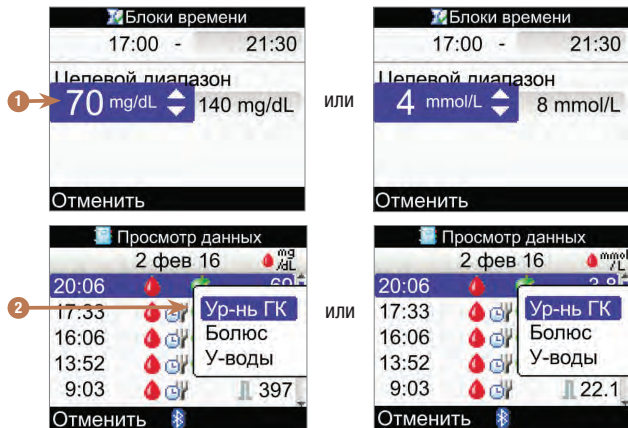 Блоки времени
17:00 - 21:30
Целевой диапазон
1 70 mg/dL 140 mg/dL
Отменить
или
Блоки времени
17:00 - 21:30
Целевой диапазон
4 mmol/L 8 mmol/L
Отменить
Просмотр данных
2 фев 16 mg/dL
20:06
2 17:33 Ур-нь ГК
16:06 Болюс
13:52 У-воды
9:03 397
Отменить
или
Просмотр данных
2 фев 16 mmol/L
20:06
17:33 Ур-нь ГК
16:06 Болюс
13:52 У-воды
9:03 22.1
Отменить